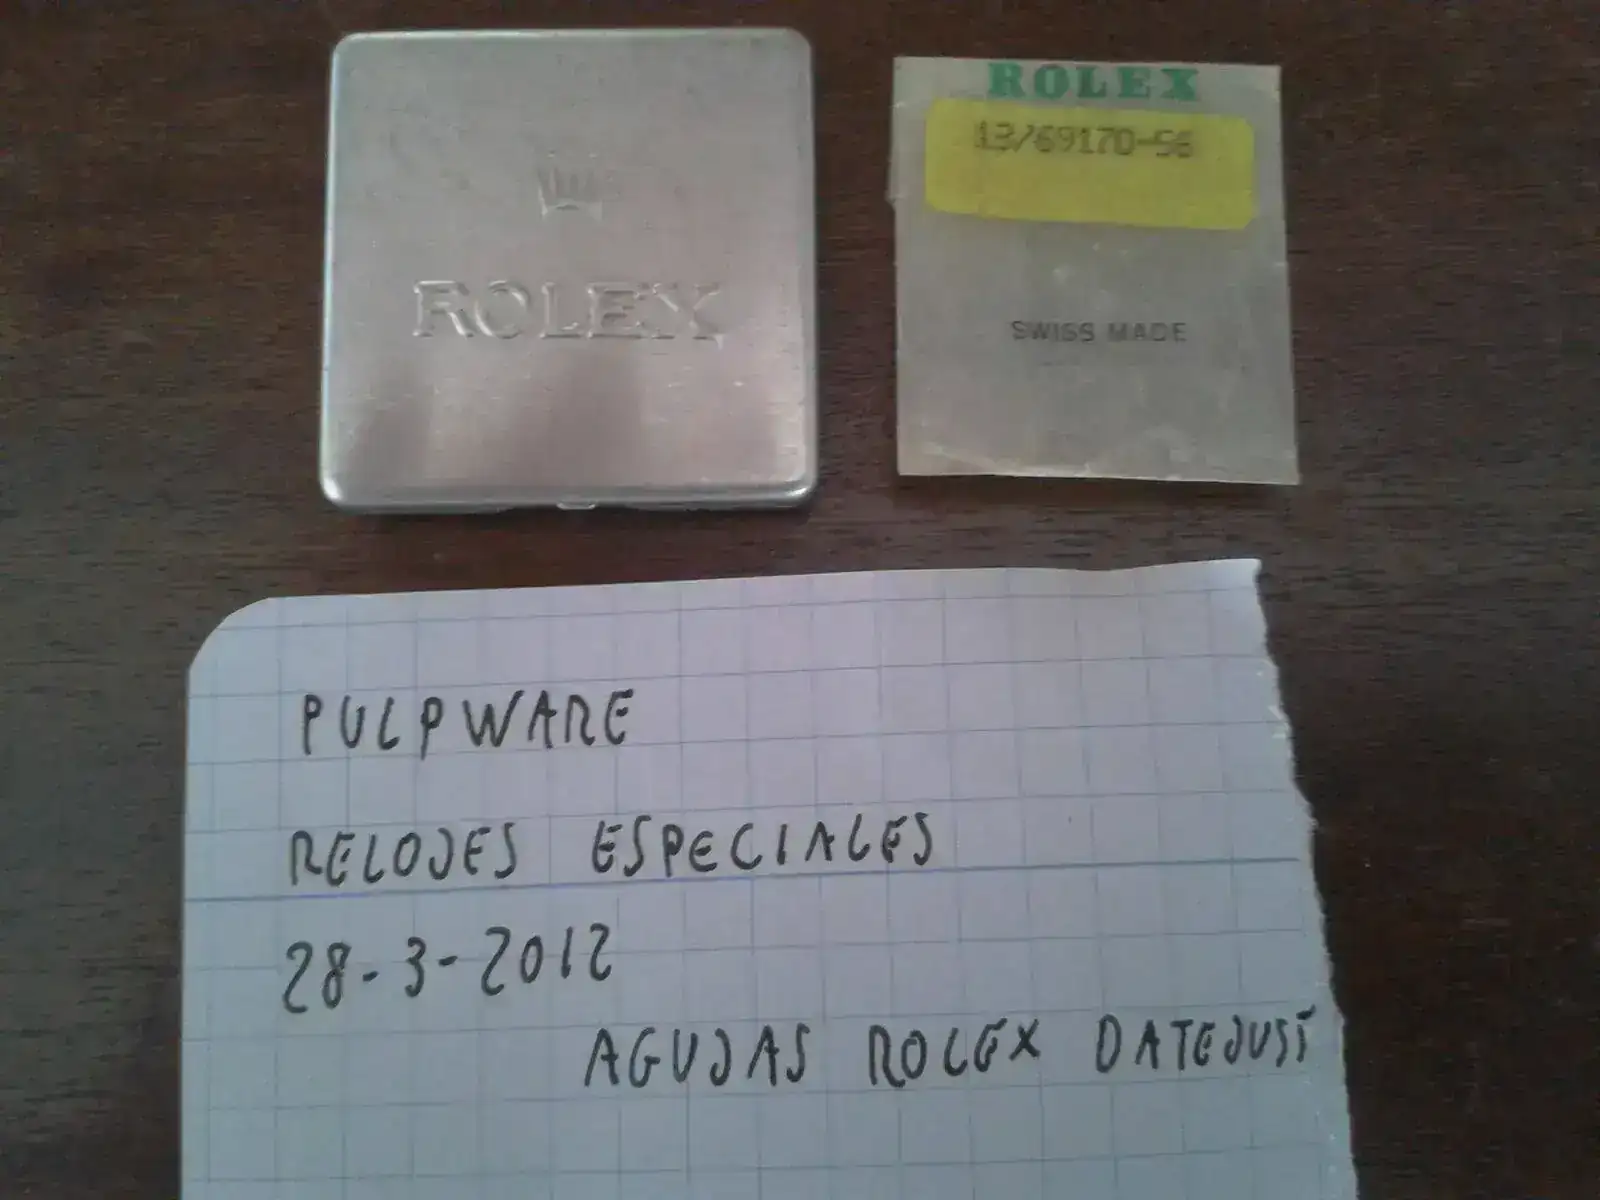 ROLEX
ROLEX
13/69170-56
SWISS MADE
PULPWARE
RELOJES ESPECIALES
28-3-2012
AGUJAS ROLEX DATEJUST